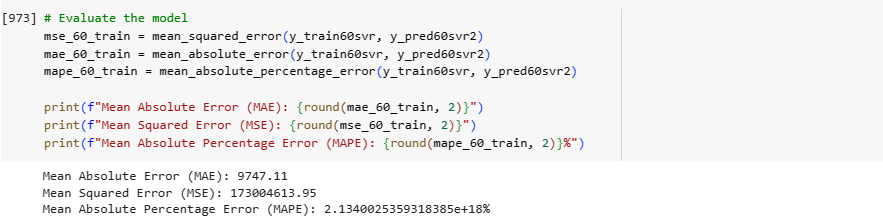 [973] # Evaluate the model
mse_60_train = mean_squared_error(y_train60svr, y_pred60svr2)
mae_60_train = mean_absolute_error(y_train60svr, y_pred60svr2)
mape_60_train = mean_absolute_percentage_error(y_train60svr, y_pred60svr2)
print(f"Mean Absolute Error (MAE): {round(mae_60_train, 2)}")
print(f"Mean Squared Error (MSE): {round(mse_60_train, 2)}")
print(f"Mean Absolute Percentage Error (MAPE): {round(mape_60_train, 2)}%")
Mean Absolute Error (MAE): 9747.11
Mean Squared Error (MSE): 173004613.95
Mean Absolute Percentage Error (MAPE): 2.1340025359318385e+18%